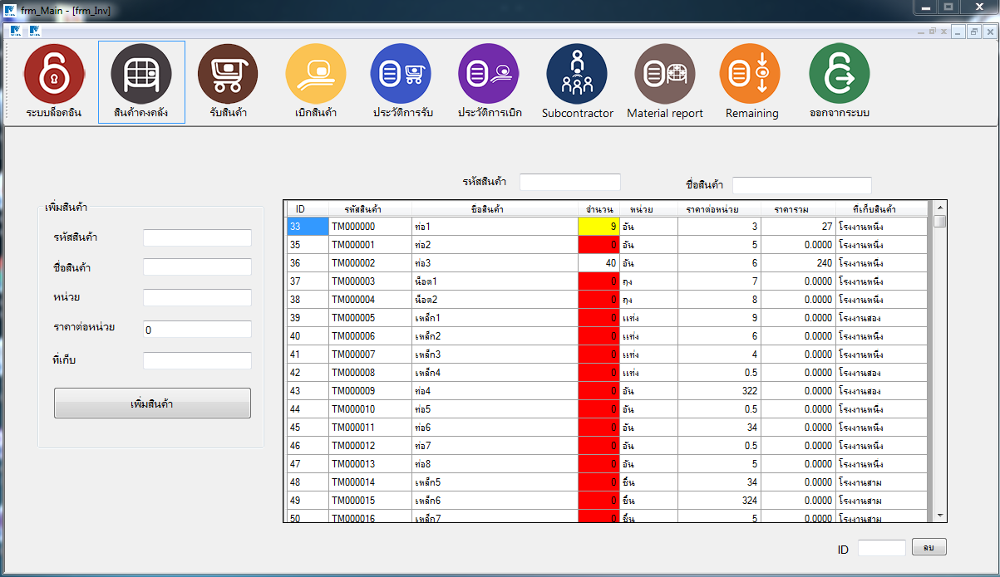 frm_Main - [frm_Inv]
ระบบล็อคอิน สินค้าคงคลัง รับสินค้า เบิกสินค้า ประวัติการรับ ประวัติการเบิก Subcontractor Material report Remaining ออกจากระบบ
รหัสสินค้า ชื่อสินค้า
เพิ่มสินค้า
รหัสสินค้า
ชื่อสินค้า
หน่วย
ราคาต่อหน่วย 0
ที่เก็บ
เพิ่มสินค้า
ID รหัสสินค้า ชื่อสินค้า จำนวน หน่วย ราคาต่อหน่วย ราคารวม ที่เก็บสินค้า
33 TM000000 ท่อ1 9 อัน 3 27 โรงงานหนึ่ง
35 TM000001 ท่อ2 0 อัน 5 0.0000 โรงงานหนึ่ง
36 TM000002 ท่อ3 40 อัน 6 240 โรงงานหนึ่ง
37 TM000003 น็อต1 0 ถุง 7 0.0000 โรงงานหนึ่ง
38 TM000004 น็อต2 0 ถุง 8 0.0000 โรงงานหนึ่ง
39 TM000005 เหล็ก1 0 แท่ง 9 0.0000 โรงงานสอง
40 TM000006 เหล็ก2 0 แท่ง 6 0.0000 โรงงานหนึ่ง
41 TM000007 เหล็ก3 0 แท่ง 4 0.0000 โรงงานหนึ่ง
42 TM000008 เหล็ก4 0 แท่ง 0.5 0.0000 โรงงานสอง
43 TM000009 ท่อ4 0 อัน 322 0.0000 โรงงานสอง
44 TM000010 ท่อ5 0 อัน 0.5 0.0000 โรงงานหนึ่ง
45 TM000011 ท่อ6 0 อัน 34 0.0000 โรงงานหนึ่ง
46 TM000012 ท่อ7 0 อัน 0.5 0.0000 โรงงานหนึ่ง
47 TM000013 ท่อ8 0 อัน 5 0.0000 โรงงานหนึ่ง
48 TM000014 เหล็ก5 0 ชิ้น 34 0.0000 โรงงานสาม
49 TM000015 เหล็ก6 0 ชิ้น 324 0.0000 โรงงานสาม
50 TM000016 เหล็ก7 0 ชิ้น 5 0.0000 โรงงานสาม
ID ลบ